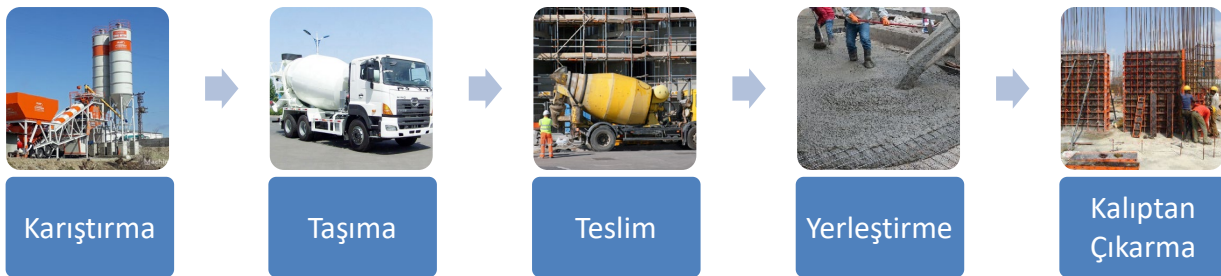 Karıştırma
Taşıma
Teslim
Yerleştirme
Kalıptan
Çıkarma